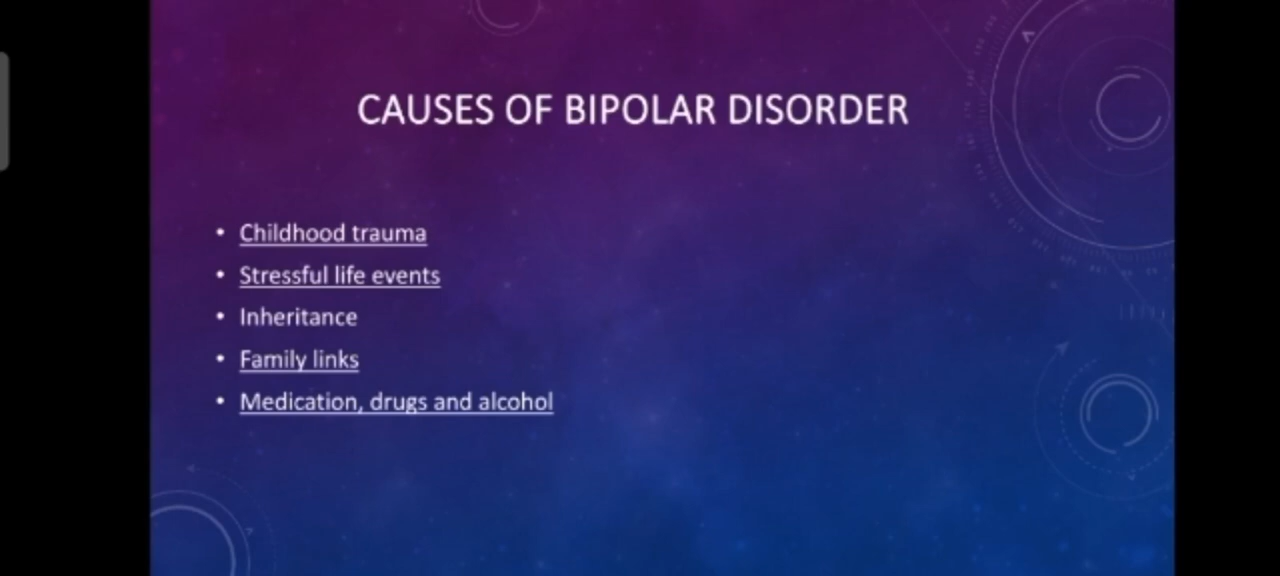 CAUSES OF BIPOLAR DISORDER
• Childhood trauma
• Stressful life events
• Inheritance
• Family links
• Medication, drugs and alcohol